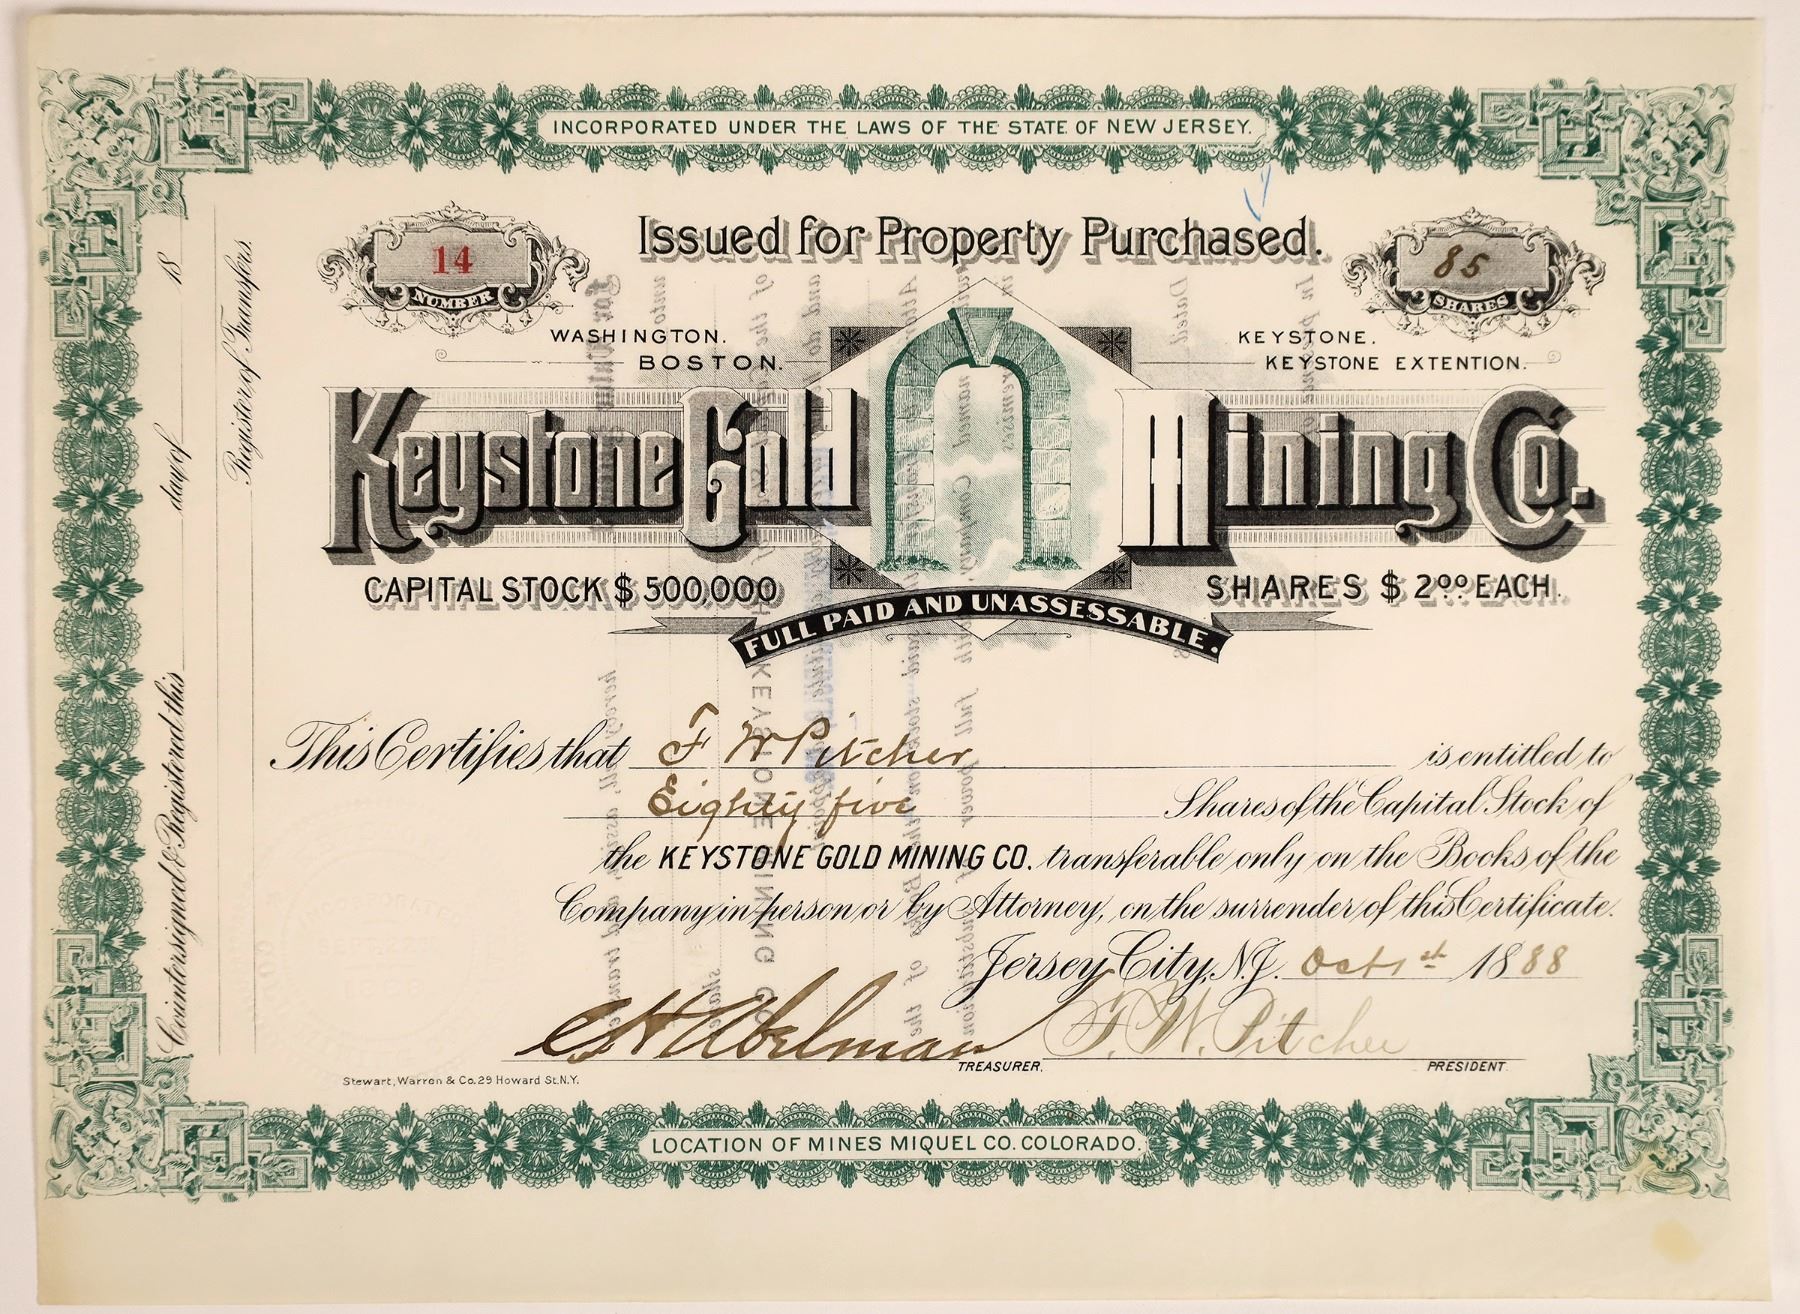 INCORPORATED UNDER THE LAWS OF THE STATE OF NEW JERSEY.
Issued for Property Purchased.
14
NUMBER
85
SHARES
WASHINGTON.
BOSTON.
KEYSTONE.
KEYSTONE EXTENTION.
Keystone Gold Mining Co.
CAPITAL STOCK $ 500,000
SHARES $ 2.00 EACH.
FULL PAID AND UNASSESSABLE.
This Certifies that F W Pitcher is entitled to
Eighty five Shares of the Capital Stock of
the KEYSTONE GOLD MINING CO. transferable only on the Books of the
Company in person or by Attorney, on the surrender of this Certificate.
Jersey City, N.J. Oct 1st 1888
F. W. Pitcher
TREASURER.
PRESIDENT.
Stewart, Warren & Co. 29 Howard St. N.Y.
LOCATION OF MINES MIQUEL CO. COLORADO.
Countersigned & Registered this day of 18
Register of Transfers.